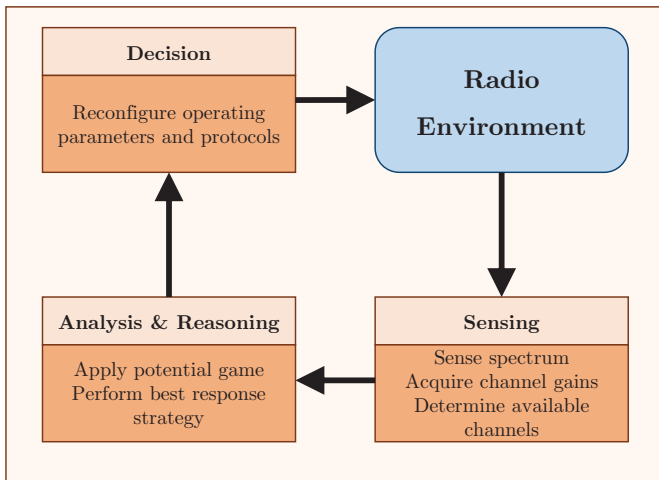 Decision
Reconfigure operating
parameters and protocols
Radio
Environment
Analysis & Reasoning
Apply potential game
Perform best response
strategy
Sensing
Sense spectrum
Acquire channel gains
Determine available
channels